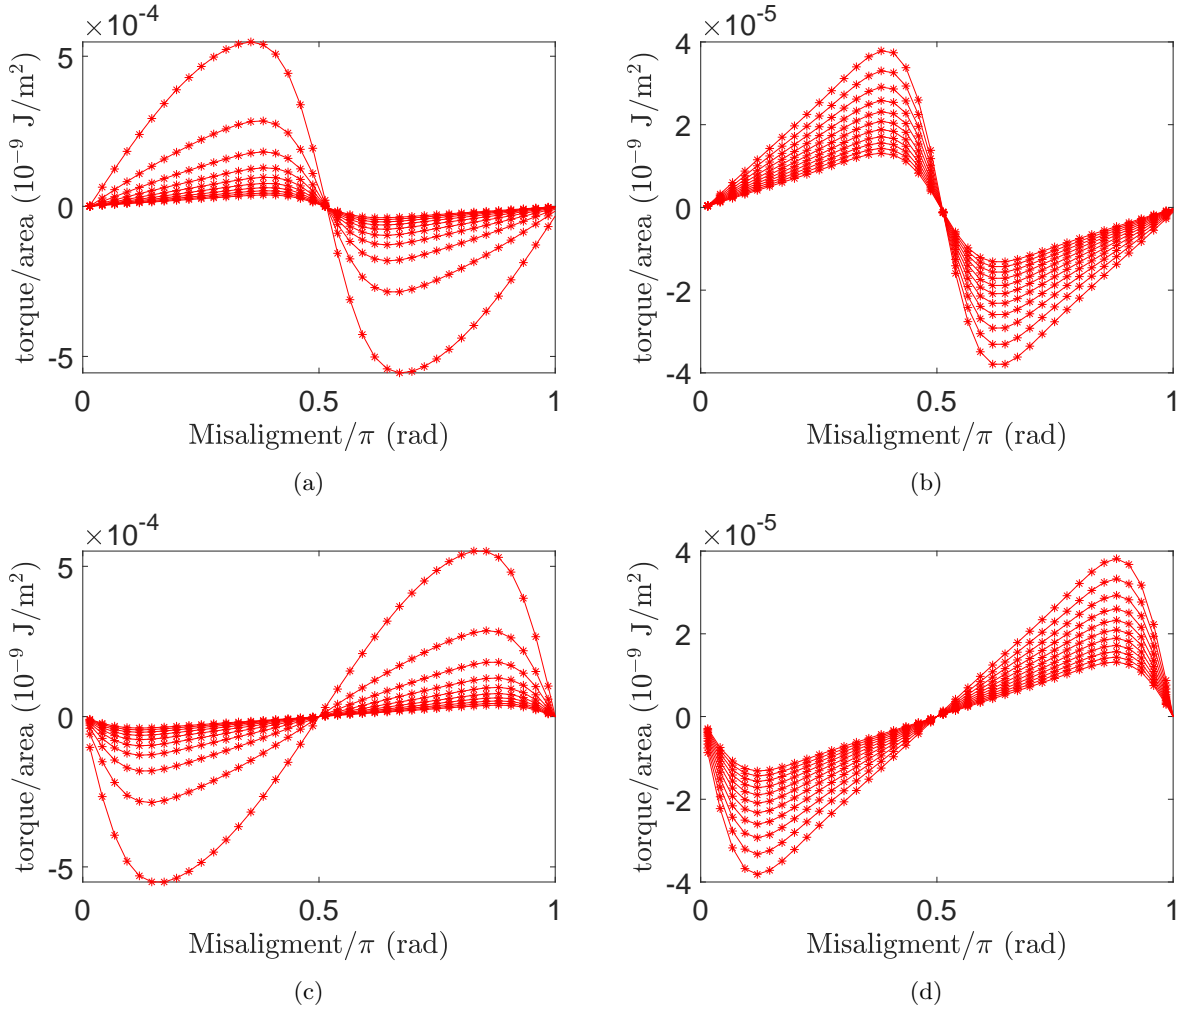 ×10⁻⁴
5
0
-5
torque/area (10⁻⁹ J/m²)
0 0.5 1
Misaligment/π (rad)
(a)
×10⁻⁵
4
2
0
-2
-4
torque/area (10⁻⁹ J/m²)
0 0.5 1
Misaligment/π (rad)
(b)
×10⁻⁴
5
0
-5
torque/area (10⁻⁹ J/m²)
0 0.5 1
Misaligment/π (rad)
(c)
×10⁻⁵
4
2
0
-2
-4
torque/area (10⁻⁹ J/m²)
0 0.5 1
Misaligment/π (rad)
(d)